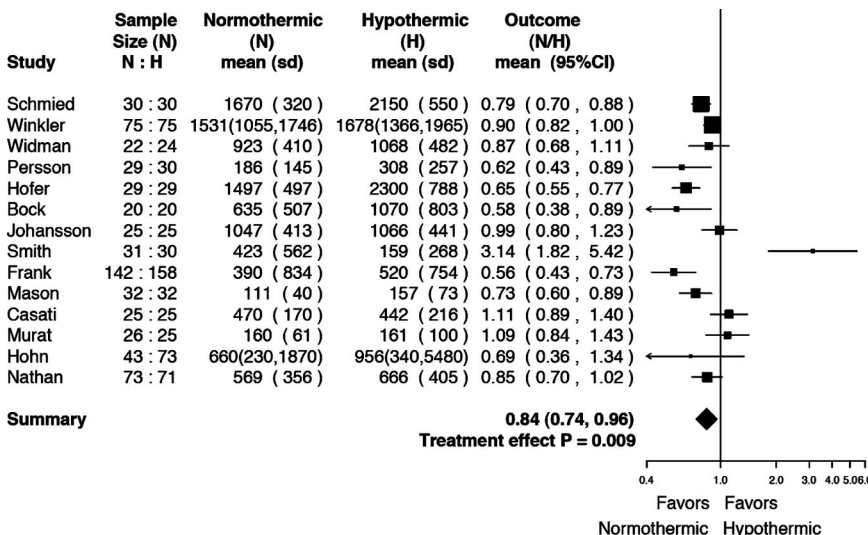 Sample Normothermic Hypothermic Outcome
Size (N) (N) (H) (N/H)
Study N : H mean (sd) mean (sd) mean (95%CI)
Schmied 30 : 30 1670 ( 320 ) 2150 ( 550 ) 0.79 ( 0.70 , 0.88 )
Winkler 75 : 75 1531(1055,1746) 1678(1366,1965) 0.90 ( 0.82 , 1.00 )
Widman 22 : 24 923 ( 410 ) 1068 ( 482 ) 0.87 ( 0.68 , 1.11 )
Persson 29 : 30 186 ( 145 ) 308 ( 257 ) 0.62 ( 0.43 , 0.89 )
Hofer 29 : 29 1497 ( 497 ) 2300 ( 788 ) 0.65 ( 0.55 , 0.77 )
Bock 20 : 20 635 ( 507 ) 1070 ( 803 ) 0.58 ( 0.38 , 0.89 )
Johansson 25 : 25 1047 ( 413 ) 1066 ( 441 ) 0.99 ( 0.80 , 1.23 )
Smith 31 : 30 423 ( 562 ) 159 ( 268 ) 3.14 ( 1.82 , 5.42 )
Frank 142 : 158 390 ( 834 ) 520 ( 754 ) 0.56 ( 0.43 , 0.73 )
Mason 32 : 32 111 ( 40 ) 157 ( 73 ) 0.73 ( 0.60 , 0.89 )
Casati 25 : 25 470 ( 170 ) 442 ( 216 ) 1.11 ( 0.89 , 1.40 )
Murat 26 : 25 160 ( 61 ) 161 ( 100 ) 1.09 ( 0.84 , 1.43 )
Hohn 43 : 73 660(230,1870) 956(340,5480) 0.69 ( 0.36 , 1.34 )
Nathan 73 : 71 569 ( 356 ) 666 ( 405 ) 0.85 ( 0.70 , 1.02 )
Summary 0.84 (0.74, 0.96)
Treatment effect P = 0.009
0.4 1.0 2.0 3.0 4.0 5.0 6.0
Favors Favors
Normothermic Hypothermic